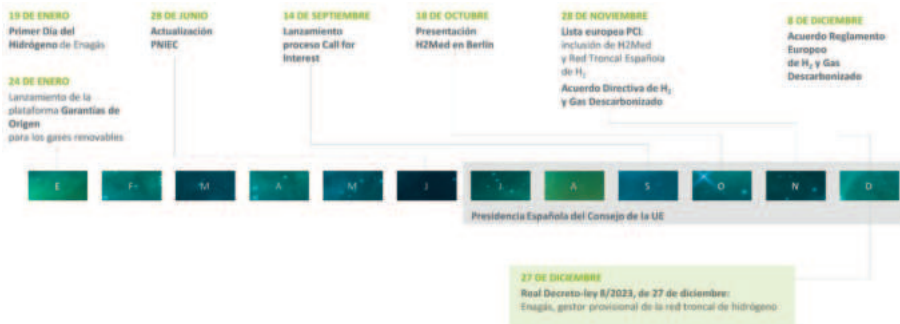 19 DE ENERO
Primer Día del
Hidrógeno de Enagás
24 DE ENERO
Lanzamiento de la
plataforma Garantías de
Origen
para los gases renovables
28 DE JUNIO
Actualización
PNIEC
14 DE SEPTIEMBRE
Lanzamiento
proceso Call for
Interest
18 DE OCTUBRE
Presentación
H2Med en Berlín
28 DE NOVIEMBRE
Lista europea PCI:
inclusión de H2Med
y Red Troncal Española
de H₂
Acuerdo Directiva de H₂
y Gas Descarbonizado
8 DE DICIEMBRE
Acuerdo Reglamento
Europeo
de H₂ y Gas
Descarbonizado
E F M A M J J A S O N D
Presidencia Española del Consejo de la UE
27 DE DICIEMBRE
Real Decreto-ley 8/2023, de 27 de diciembre:
Enagás, gestor provisional de la red troncal de hidrógeno